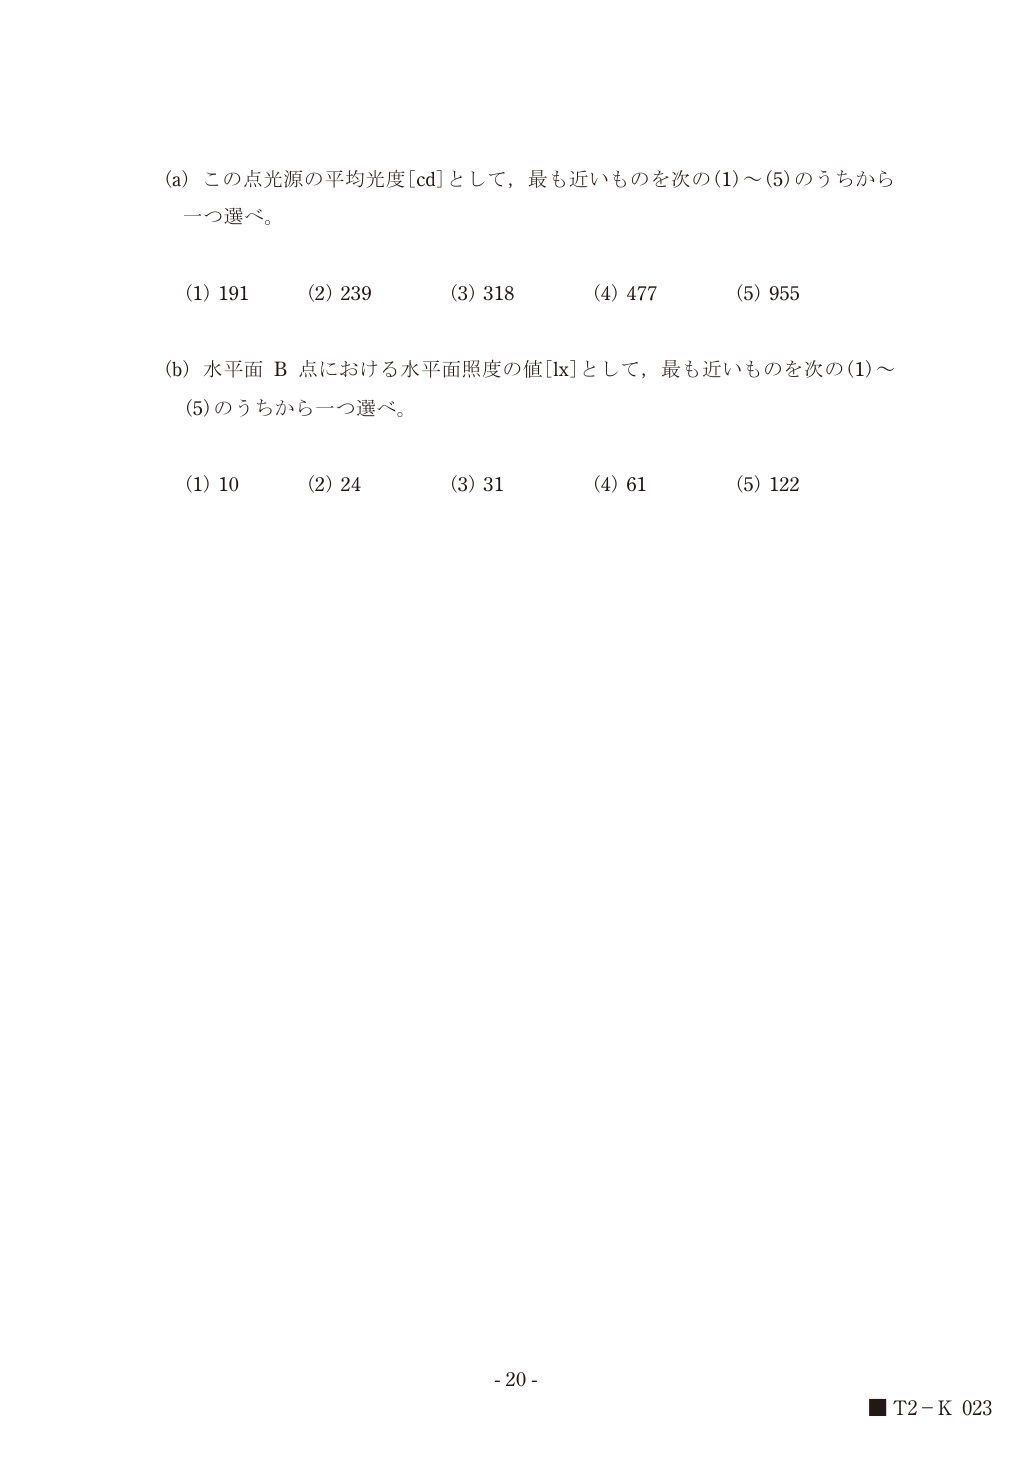 (a) この点光源の平均光度[cd]として，最も近いものを次の(1)～(5)のうちから
一つ選べ。
(1) 191 (2) 239 (3) 318 (4) 477 (5) 955
(b) 水平面 B 点における水平面照度の値[lx]として，最も近いものを次の(1)～
(5)のうちから一つ選べ。
(1) 10 (2) 24 (3) 31 (4) 61 (5) 122
- 20 -
■ T2－K 023